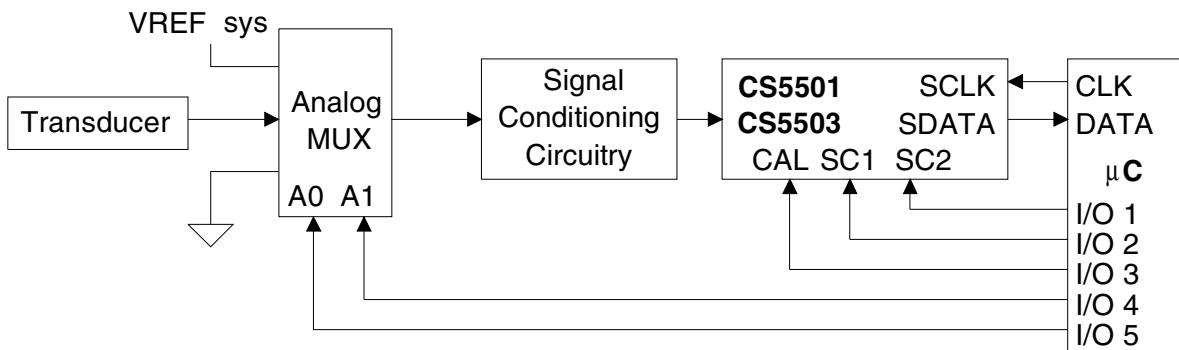 VREF sys
Transducer
Analog
MUX
A0 A1
Signal
Conditioning
Circuitry
CS5501 SCLK
CS5503 SDATA
CAL SC1 SC2
CLK
DATA
µC
I/O 1
I/O 2
I/O 3
I/O 4
I/O 5